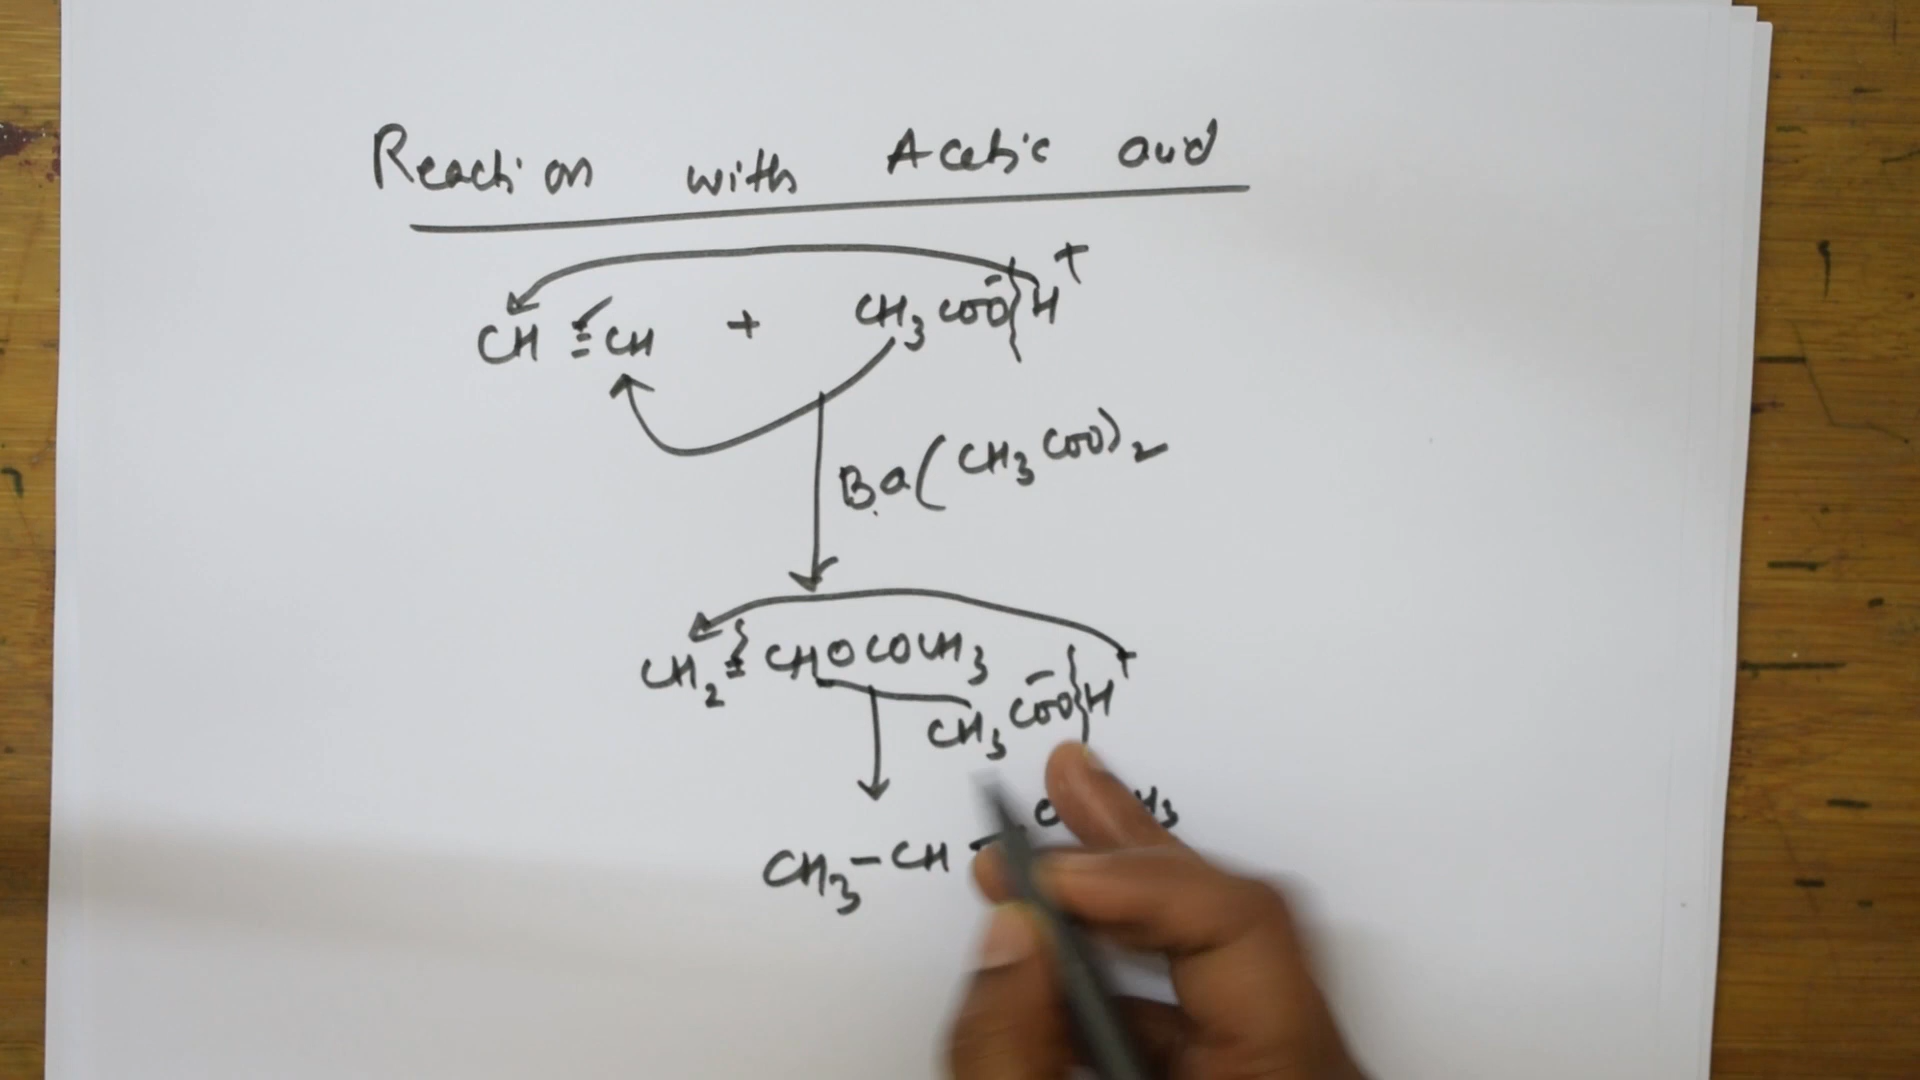 Reaction with Acetic acid
CH ≡ CH + CH₃COO⁻ H⁺
Ba(CH₃COO)₂
CH₂ = CHOCOCH₃
CH₃COO⁻ H⁺
CH₃-CH